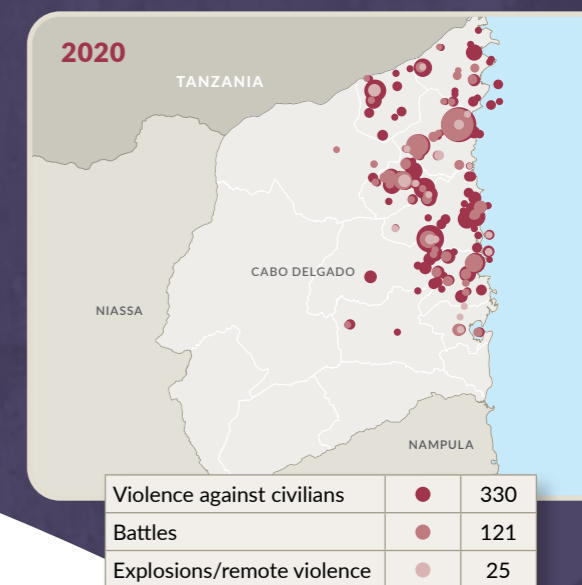 2020
TANZANIA
CABO DELGADO
NIASSA
NAMPULA
Violence against civilians 330
Battles 121
Explosions/remote violence 25